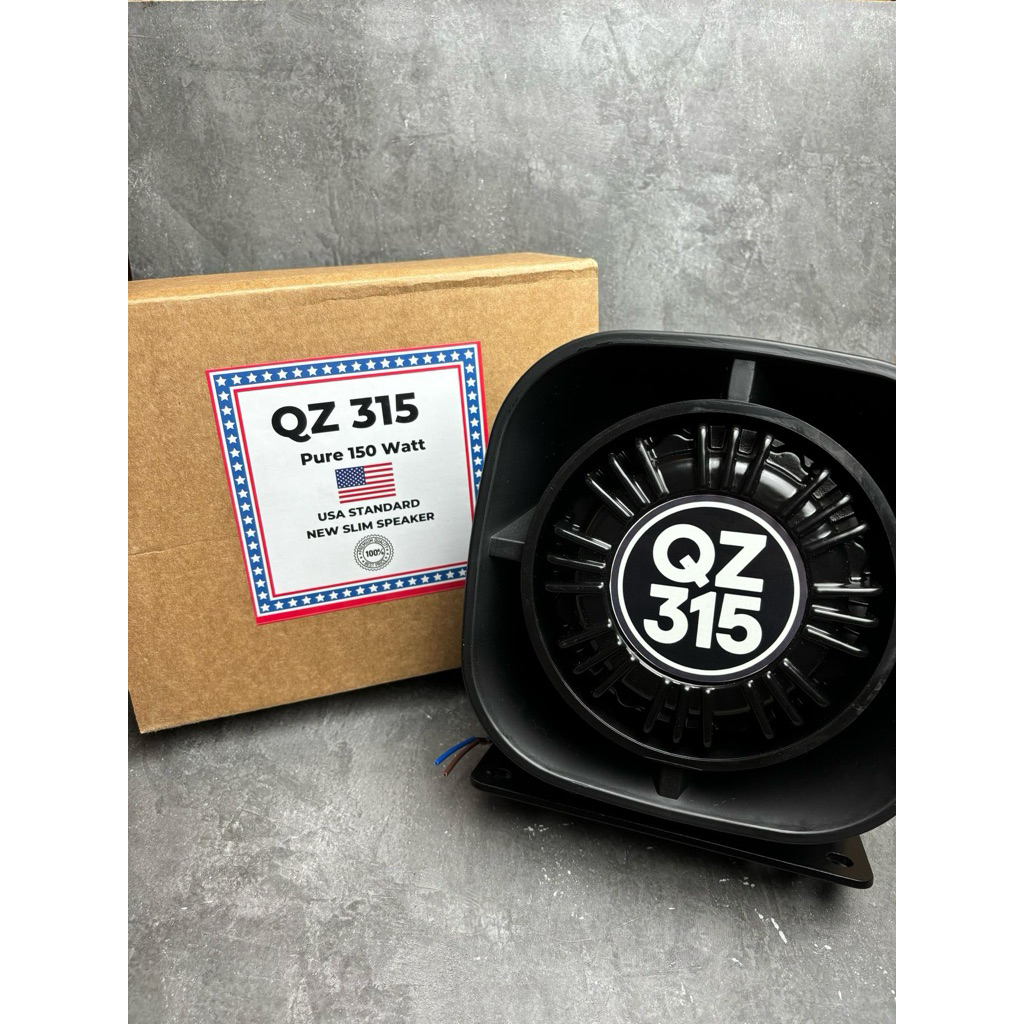 QZ 315
Pure 150 Watt
USA STANDARD
NEW SLIM SPEAKER
100%
QZ
315